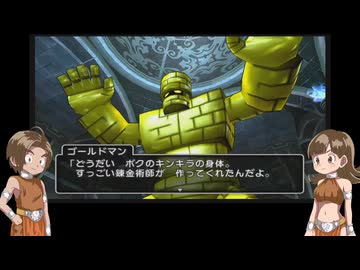 ゴールドマン
「どうだい　ボクのキンキラの身体。
すっごい錬金術師が　作ってくれたんだよ。